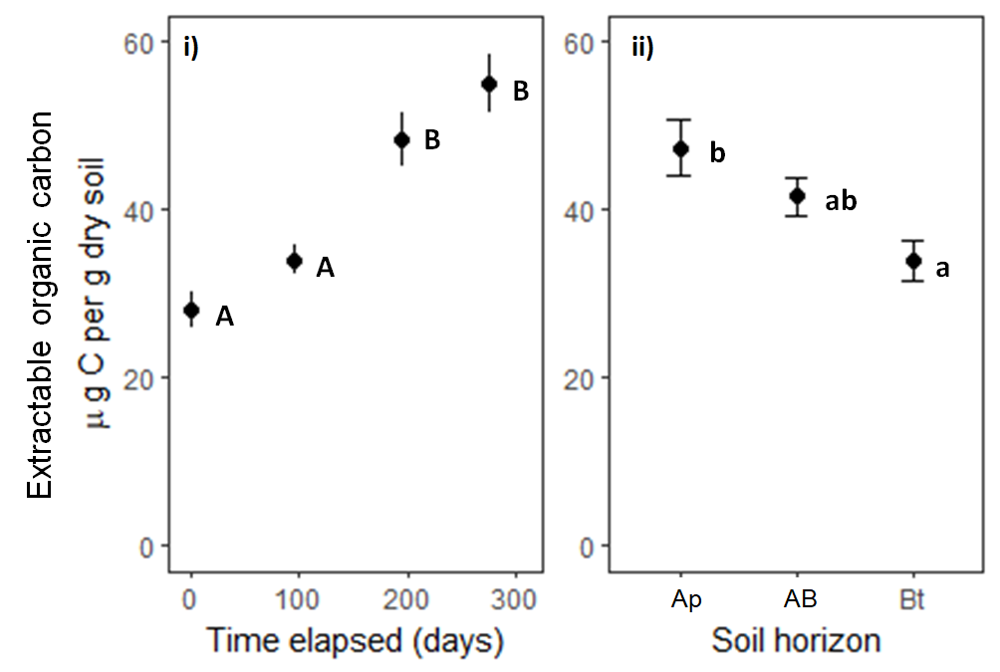 Extractable organic carbon
μg C per g dry soil
i)
60
40
20
0
A
A
B
B
0 100 200 300
Time elapsed (days)
ii)
60
40
20
0
b
ab
a
Ap AB Bt
Soil horizon